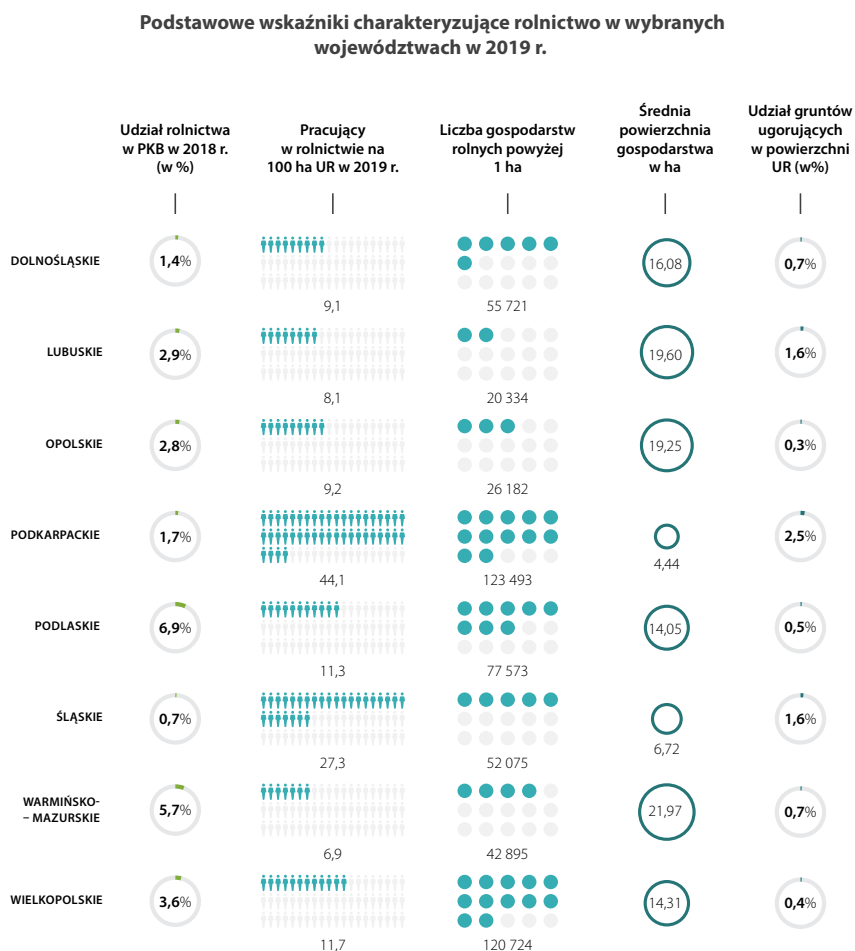 Podstawowe wskaźniki charakteryzujące rolnictwo w wybranych
województwach w 2019 r.
Udział rolnictwa
w PKB w 2018 r.
(w %)
Pracujący
w rolnictwie na
100 ha UR w 2019 r.
Liczba gospodarstw
rolnych powyżej
1 ha
Średnia
powierzchnia
gospodarstwa
w ha
Udział gruntów
ugorujących
w powierzchni
UR (w%)
DOLNOŚLĄSKIE
1,4%
9,1
55 721
16,08
0,7%
LUBUSKIE
2,9%
8,1
20 334
19,60
1,6%
OPOLSKIE
2,8%
9,2
26 182
19,25
0,3%
PODKARPACKIE
1,7%
44,1
123 493
4,44
2,5%
PODLASKIE
6,9%
11,3
77 573
14,05
0,5%
ŚLĄSKIE
0,7%
27,3
52 075
6,72
1,6%
WARMIŃSKO-
– MAZURSKIE
5,7%
6,9
42 895
21,97
0,7%
WIELKOPOLSKIE
3,6%
11,7
120 724
14,31
0,4%